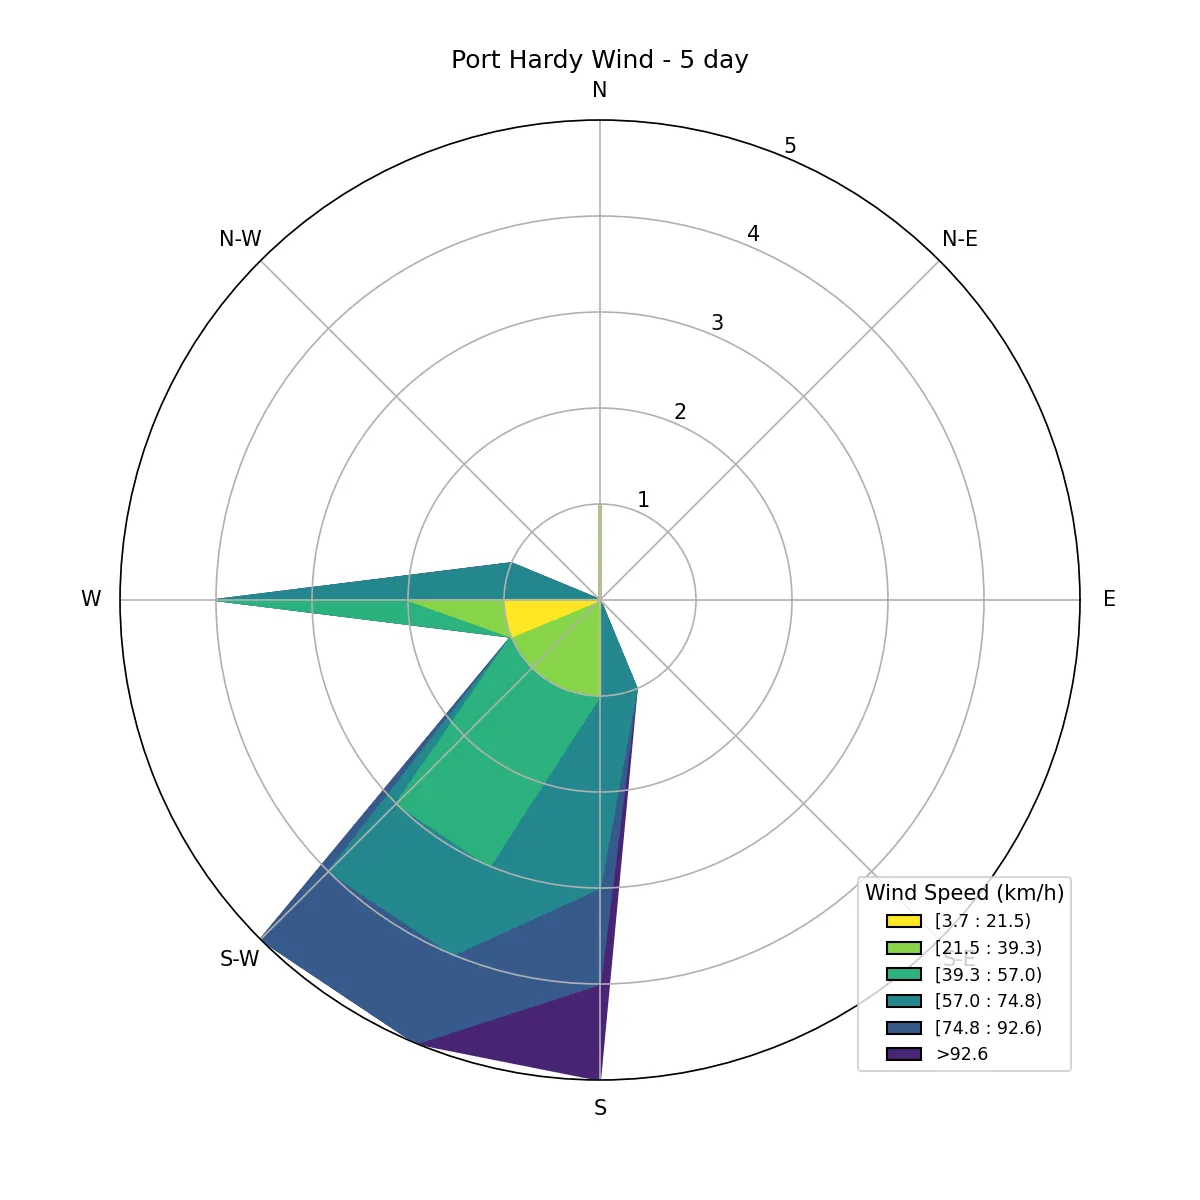 Port Hardy Wind - 5 day
N
5
N-W
4
N-E
3
2
1
W
E
Wind Speed (km/h)
[3.7 : 21.5)
[21.5 : 39.3)
[39.3 : 57.0)
[57.0 : 74.8)
[74.8 : 92.6)
>92.6
S-W
S-E
S